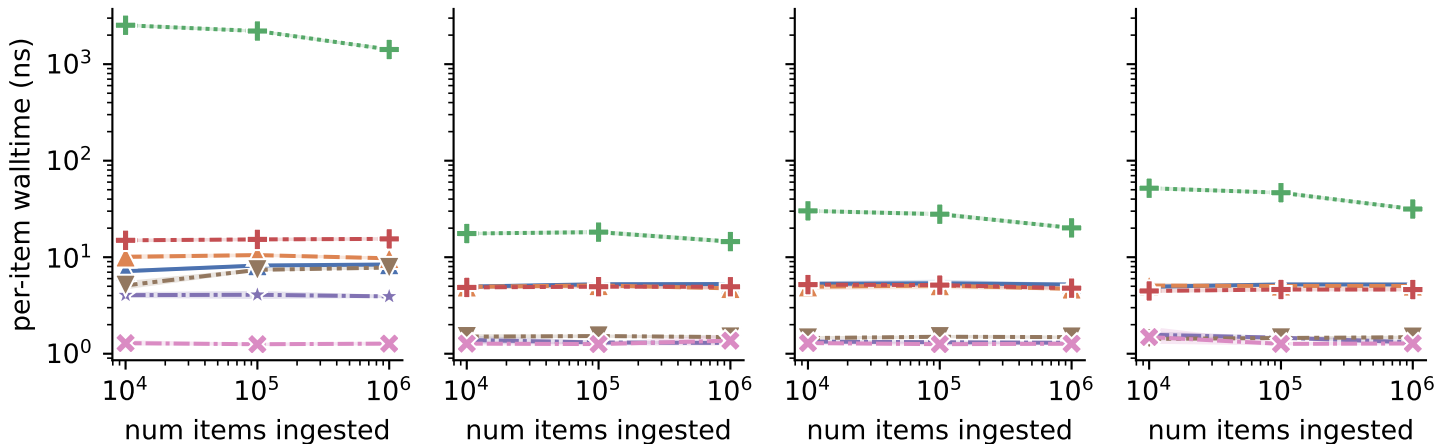 per-item walltime (ns)
10³
10²
10¹
10⁰
10⁴ 10⁵ 10⁶ 10⁴ 10⁵ 10⁶ 10⁴ 10⁵ 10⁶ 10⁴ 10⁵ 10⁶
num items ingested num items ingested num items ingested num items ingested